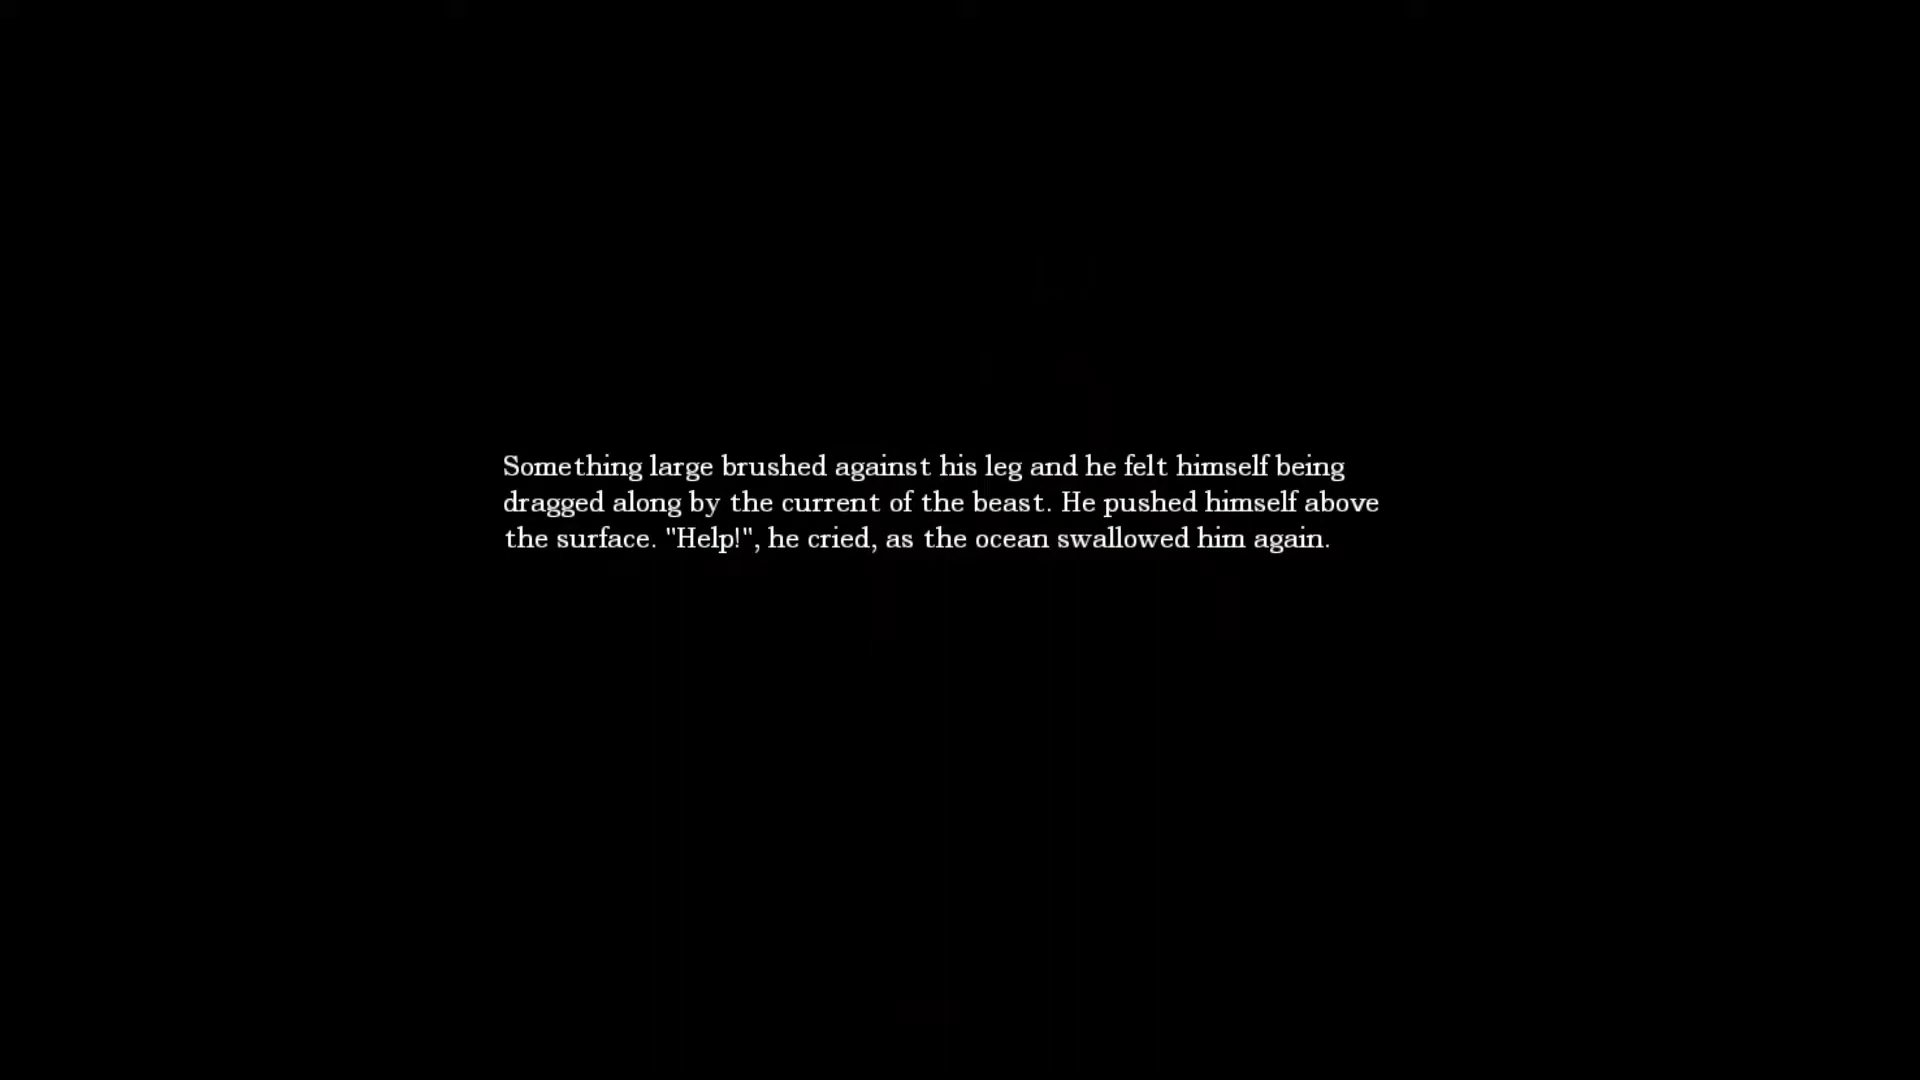 Something large brushed against his leg and he felt himself being
dragged along by the current of the beast. He pushed himself above
the surface. "Help!", he cried, as the ocean swallowed him again.